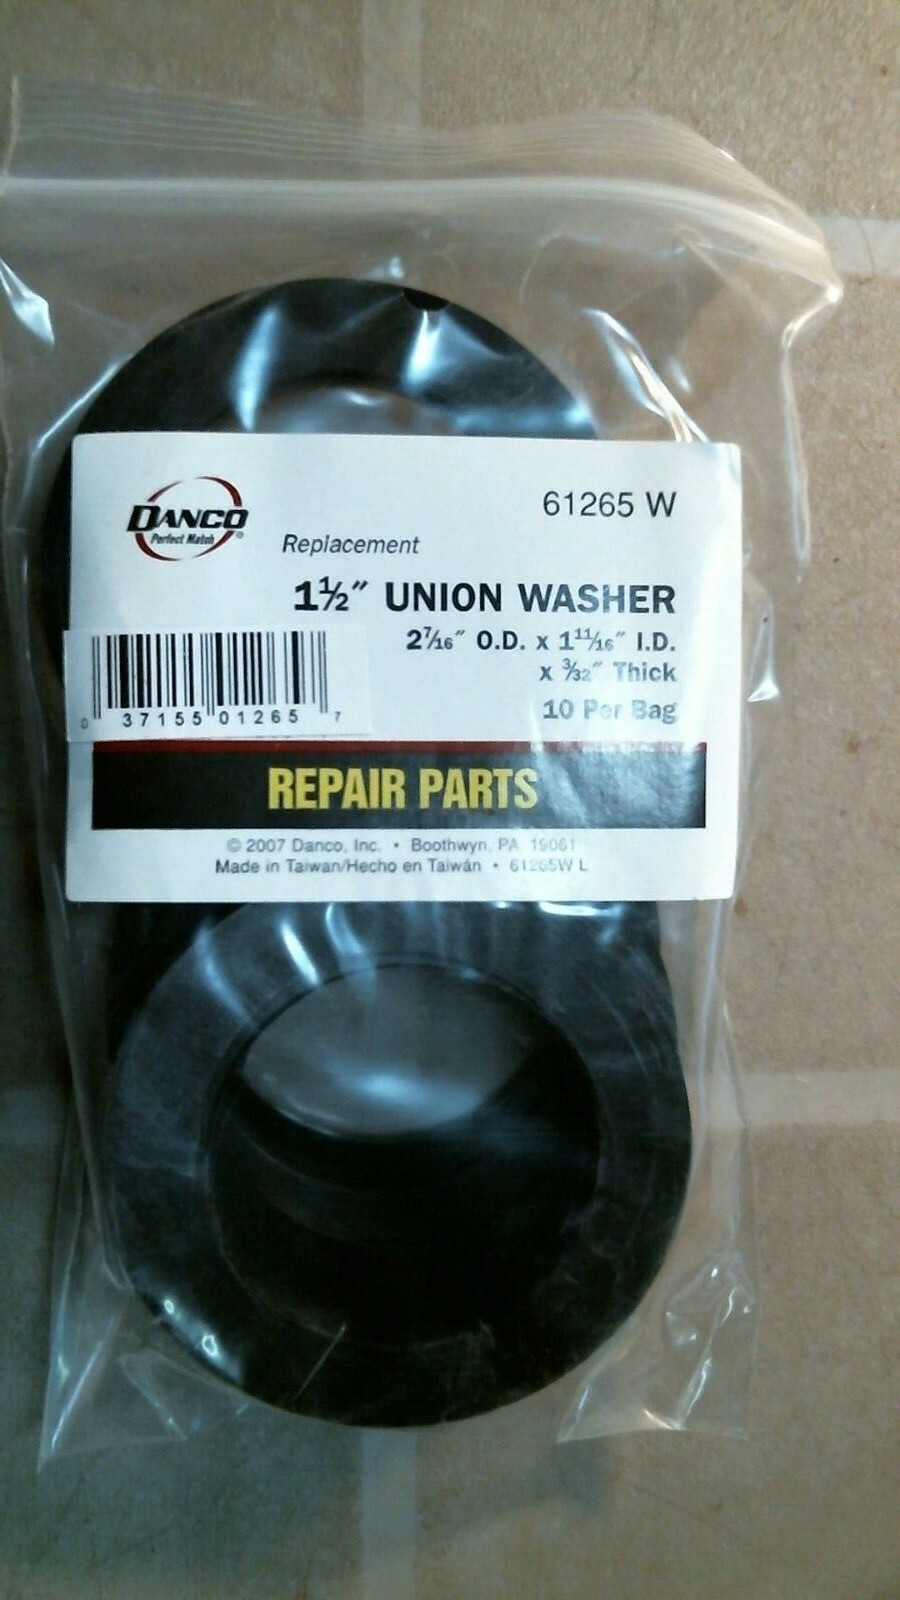 DANCO
Perfect Match®
61265 W
Replacement
1½″ UNION WASHER
2⁷⁄₁₆″ O.D. x 1¹¹⁄₁₆″ I.D.
x ³⁄₃₂″ Thick
10 Per Bag
0 37155 01265 7
REPAIR PARTS
© 2007 Danco, Inc. • Boothwyn, PA 19061
Made in Taiwan/Hecho en Taiwán • 61265W L